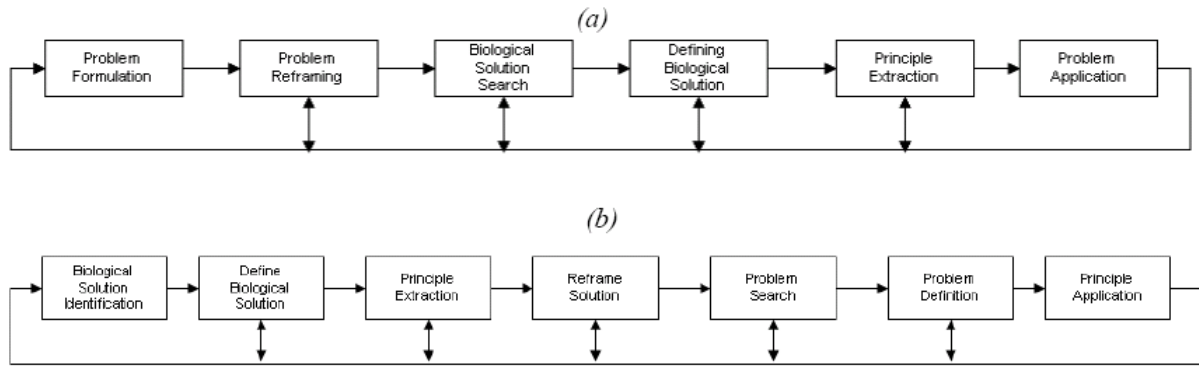 (a)
Problem
Formulation
Problem
Reframing
Biological
Solution
Search
Defining
Biological
Solution
Principle
Extraction
Problem
Application
(b)
Biological
Solution
Identification
Define
Biological
Solution
Principle
Extraction
Reframe
Solution
Problem
Search
Problem
Definition
Principle
Application